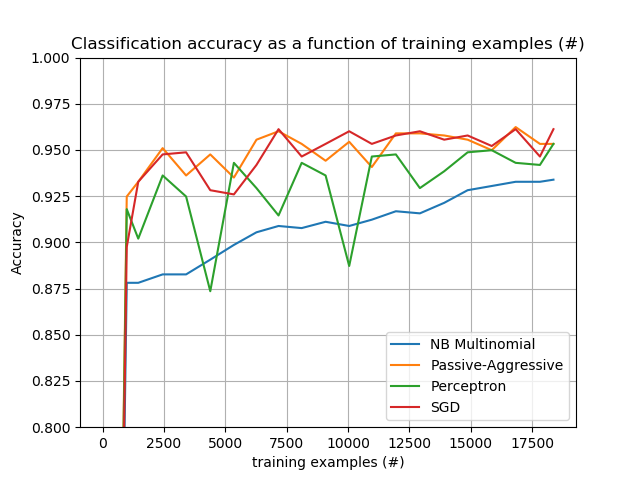 Classification accuracy as a function of training examples (#)
1.000
0.975
0.950
0.925
0.900
0.875
0.850
0.825
0.800
Accuracy
NB Multinomial
Passive-Aggressive
Perceptron
SGD
0 2500 5000 7500 10000 12500 15000 17500
training examples (#)